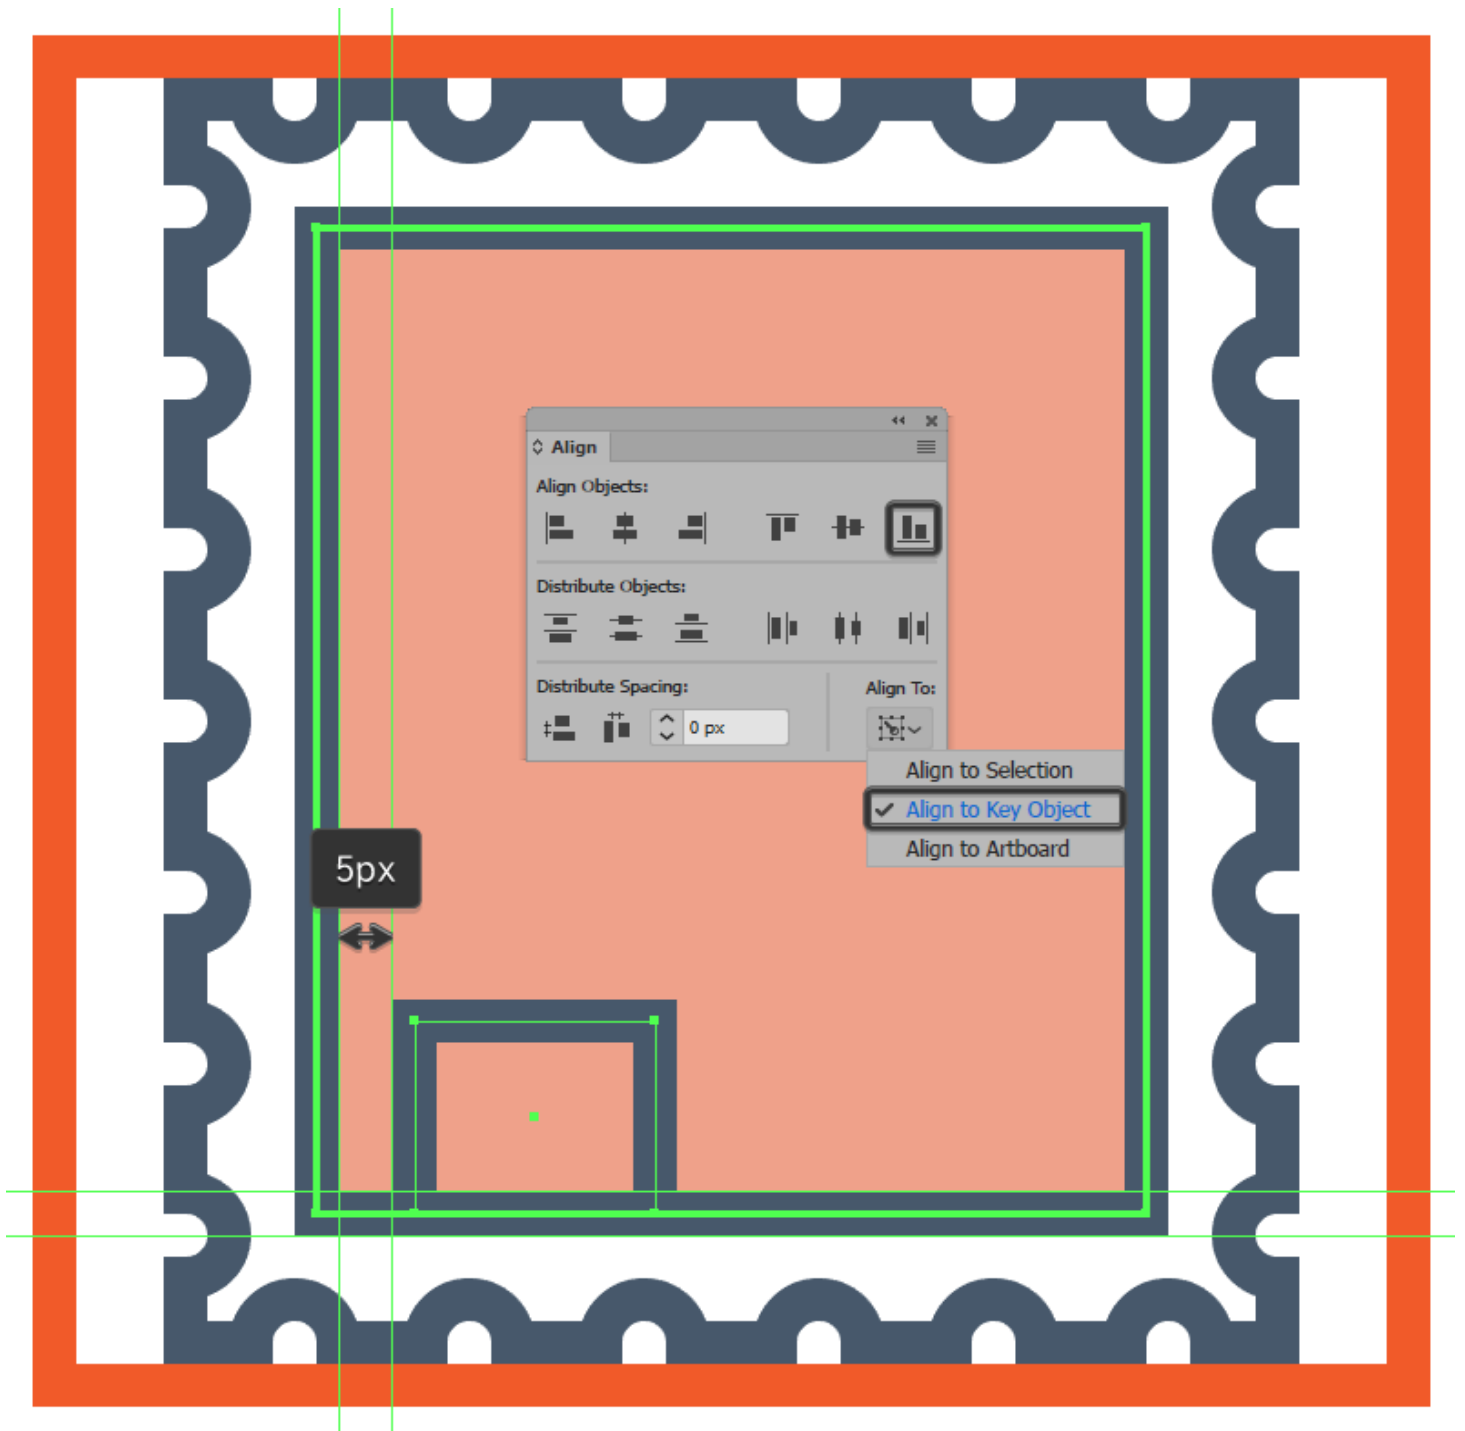 Align
Align Objects:
Distribute Objects:
Distribute Spacing:
Align To:
0 px
Align to Selection
Align to Key Object
Align to Artboard
5px